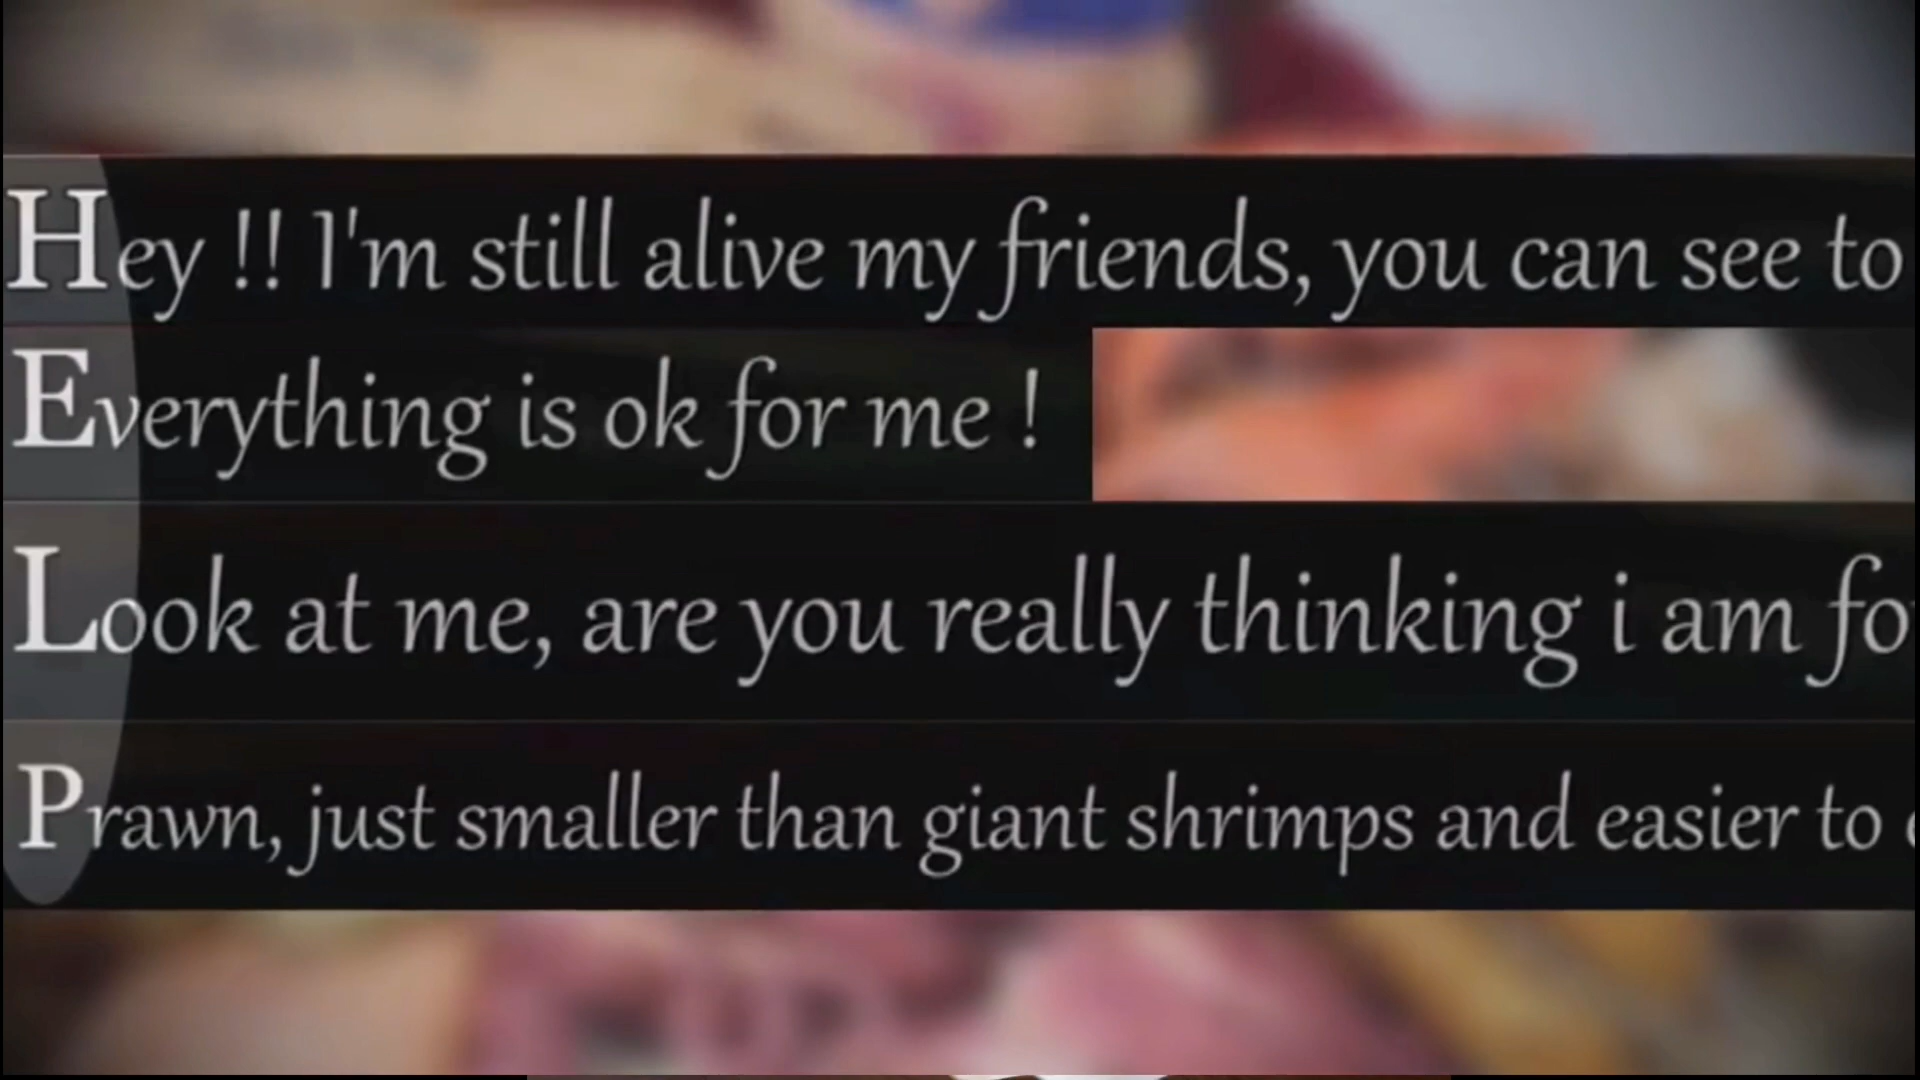 Hey !! I'm still alive my friends, you can see to
Everything is ok for me !
Look at me, are you really thinking i am
Prawn, just smaller than giant shrimps and easier to